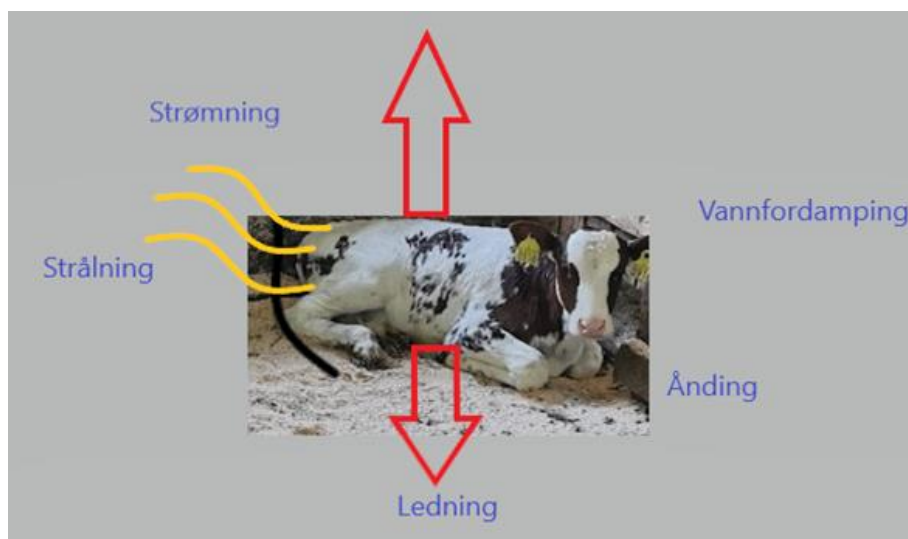 Strømning
Vannfordamping
Strålning
Ånding
Ledning